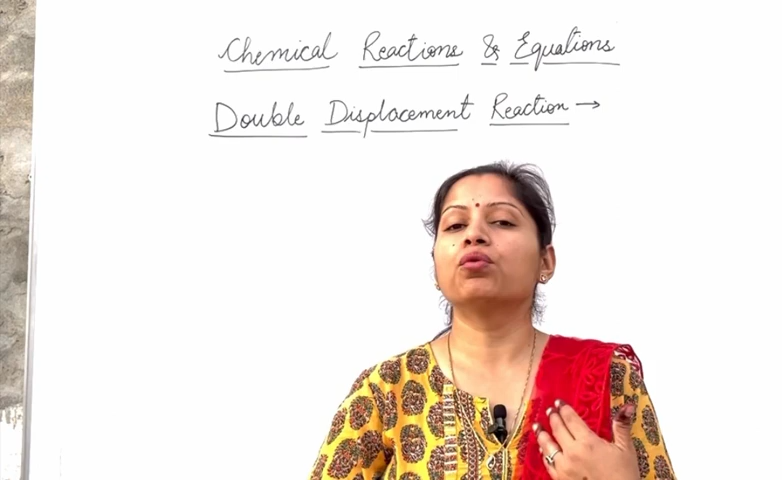 Chemical Reactions & Equations
Double Displacement Reaction →